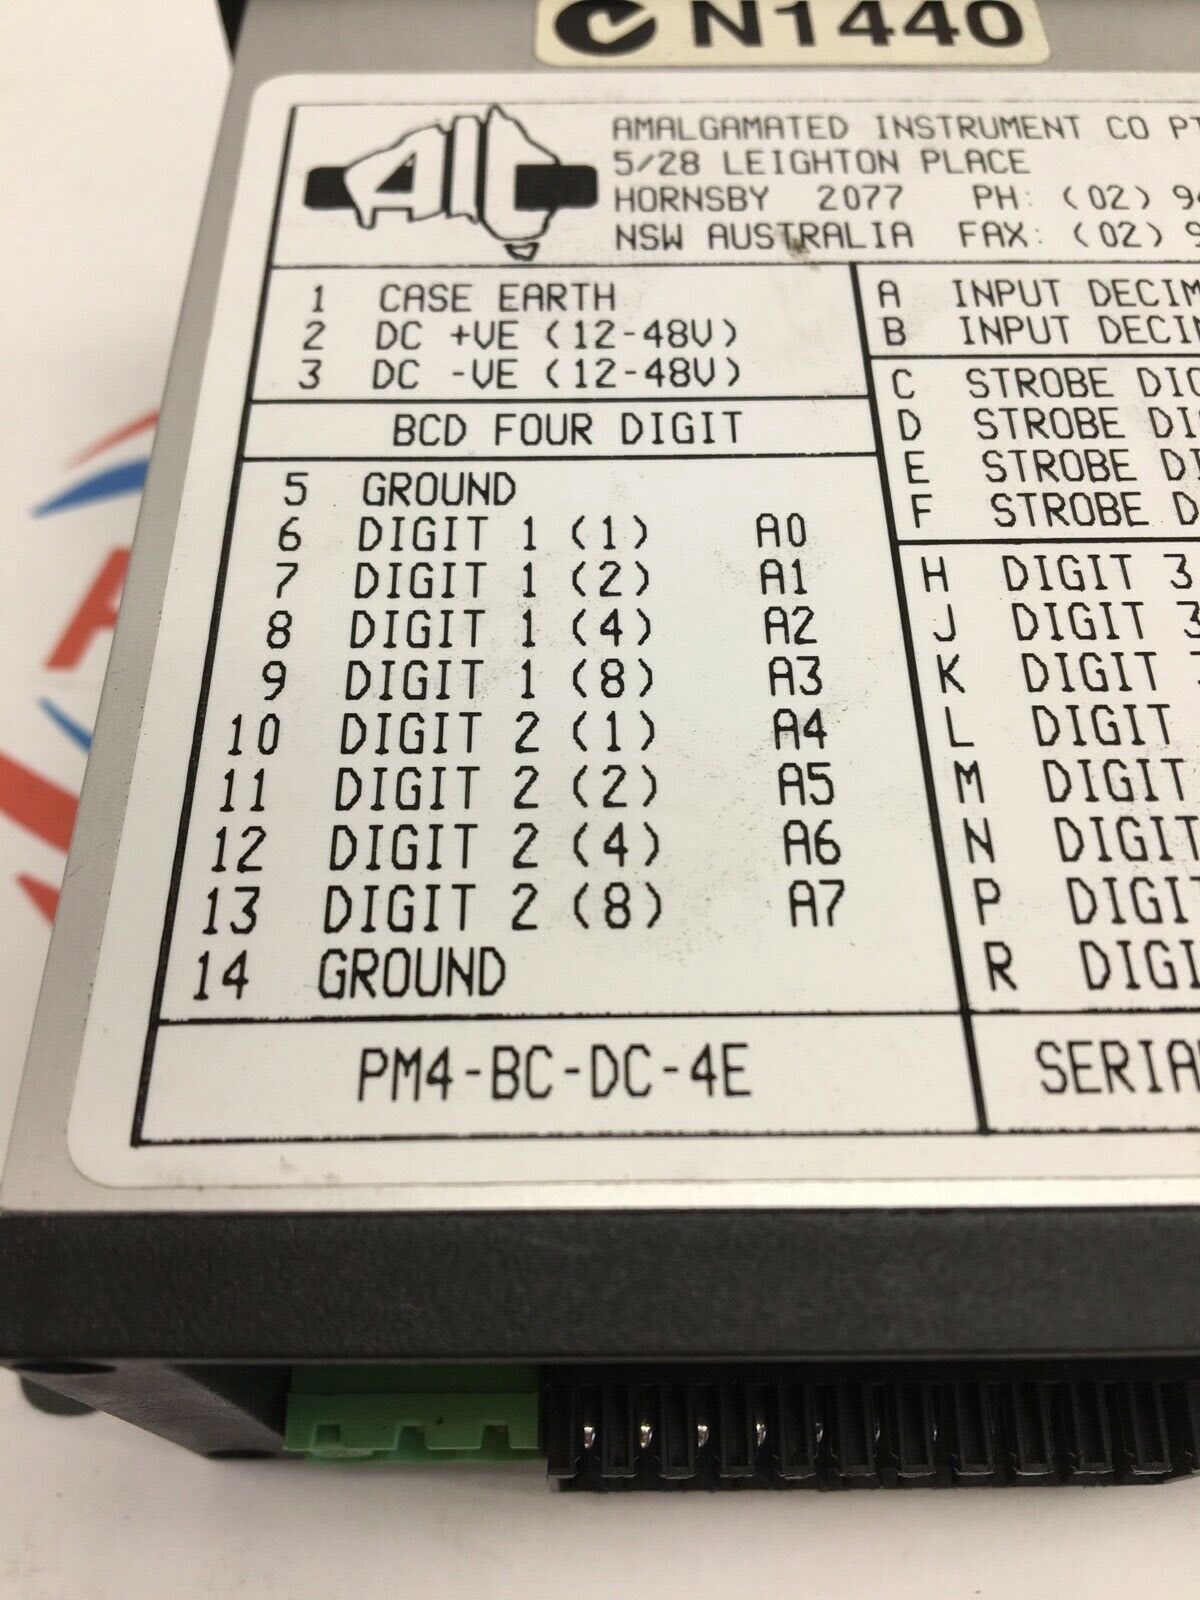 N1440
AIC
AMALGAMATED INSTRUMENT CO
5/28 LEIGHTON PLACE
HORNSBY 2077 PH: (02)
NSW AUSTRALIA FAX: (02)
1 CASE EARTH
2 DC +VE (12-48V)
3 DC -VE (12-48V)
BCD FOUR DIGIT
5 GROUND
6 DIGIT 1 (1) A0
7 DIGIT 1 (2) A1
8 DIGIT 1 (4) A2
9 DIGIT 1 (8) A3
10 DIGIT 2 (1) A4
11 DIGIT 2 (2) A5
12 DIGIT 2 (4) A6
13 DIGIT 2 (8) A7
14 GROUND
PM4-BC-DC-4E
A INPUT
B INPUT
C STROBE
D STROBE
E STROBE
F STROBE
H DIGIT 3
J DIGIT 3
K DIGIT
L DIGIT
M DIGIT
N DIGIT
P
R